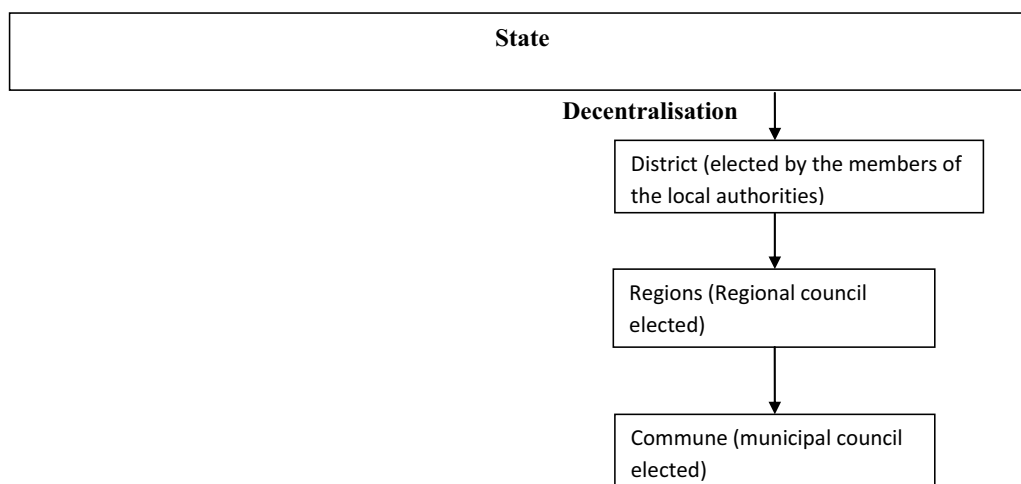 State
Decentralisation
District (elected by the members of
the local authorities)
Regions (Regional council
elected)
Commune (municipal council
elected)